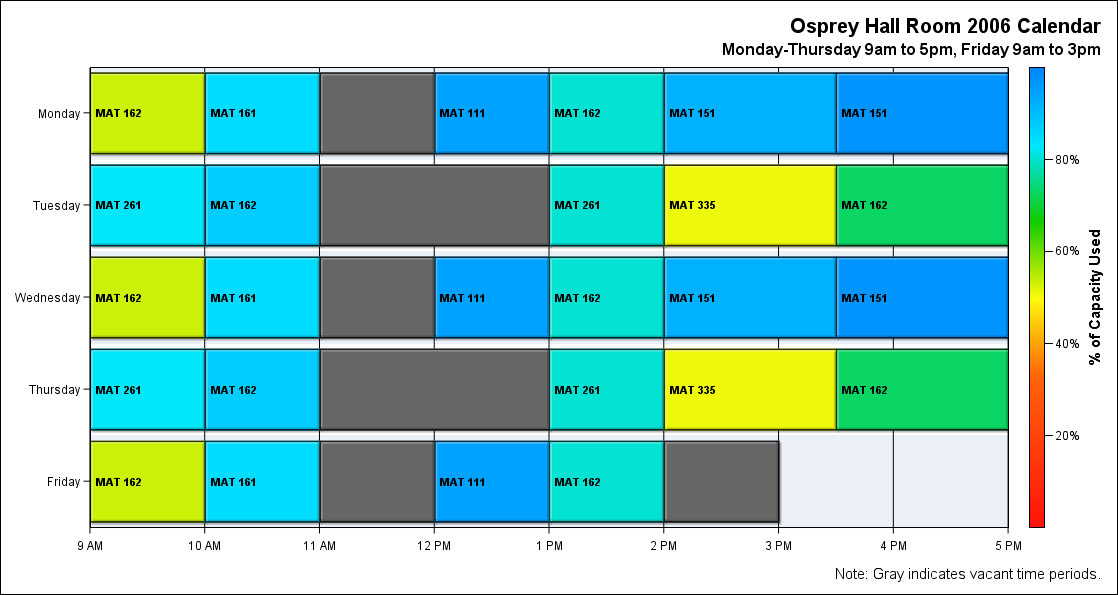 Osprey Hall Room 2006 Calendar
Monday-Thursday 9am to 5pm, Friday 9am to 3pm
Monday MAT 162 MAT 161 MAT 111 MAT 162 MAT 151 MAT 151
80%
Tuesday MAT 261 MAT 162 MAT 261 MAT 335 MAT 162
60%
% of Capacity Used
Wednesday MAT 162 MAT 161 MAT 111 MAT 162 MAT 151 MAT 151
40%
Thursday MAT 261 MAT 162 MAT 261 MAT 335 MAT 162
20%
Friday MAT 162 MAT 161 MAT 111 MAT 162
9 AM 10 AM 11 AM 12 PM 1 PM 2 PM 3 PM 4 PM 5 PM
Note: Gray indicates vacant time periods.